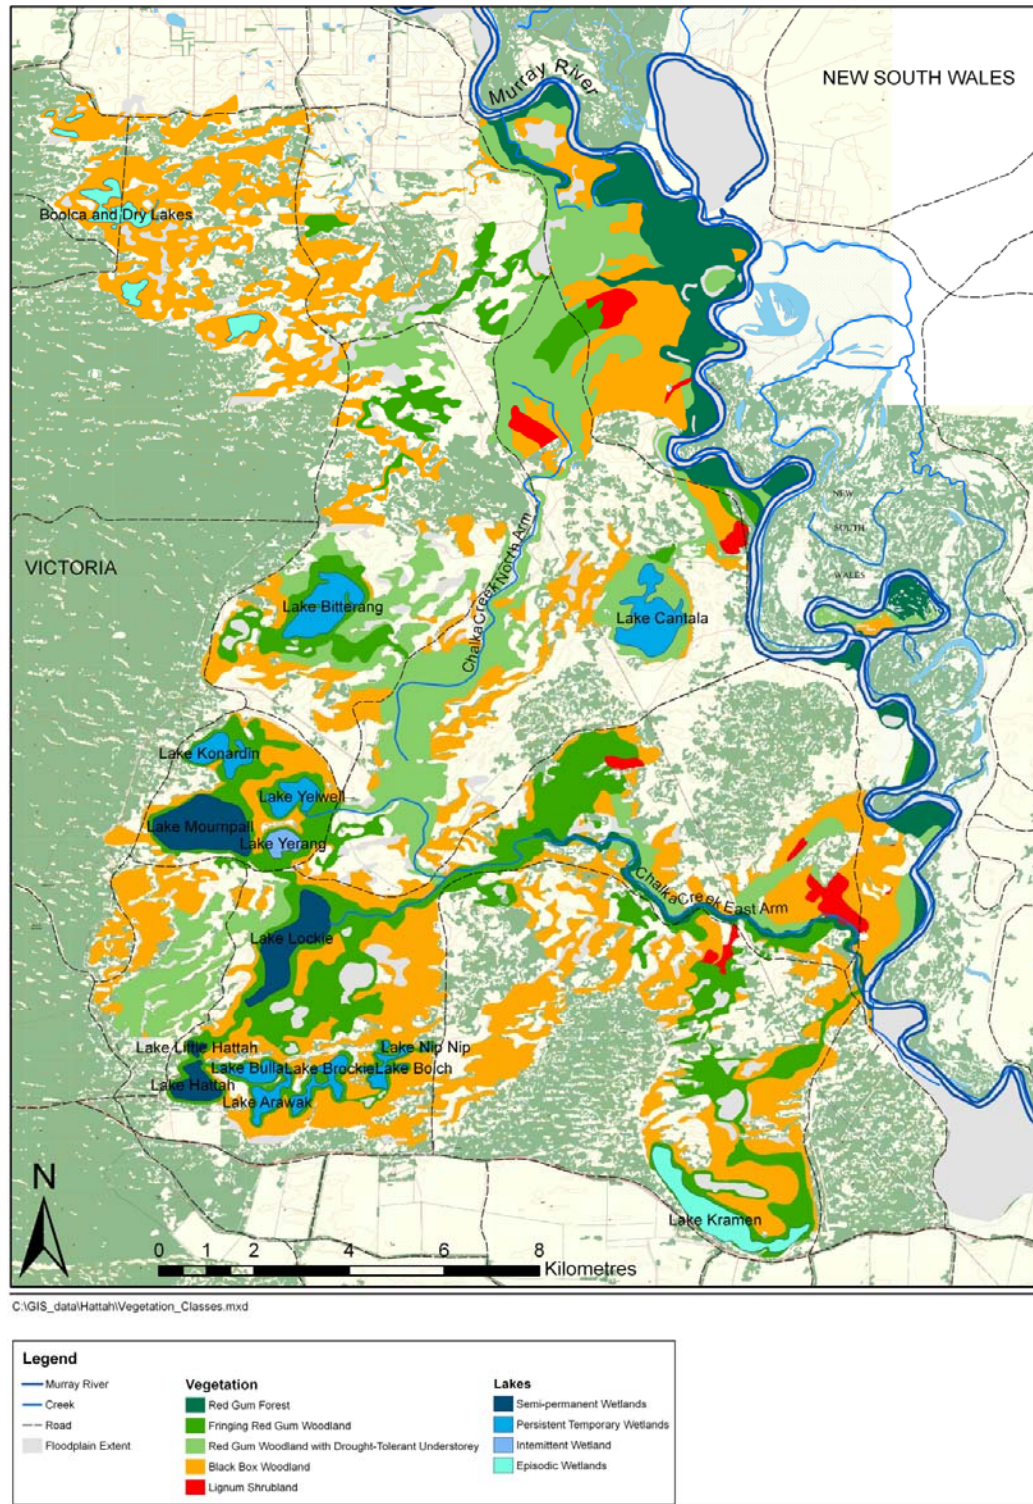 Murray River
NEW SOUTH WALES
Boolca and Dry Lakes
NEW
SOUTH
WALES
VICTORIA
Chalka Creek North Arm
Lake Bitterang
Lake Cantala
Lake Konardin
Lake Yelwell
Lake Mournpall
Lake Yerang
Chalka Creek East Arm
Lake Lockie
Lake Little Hattah
Lake Nip Nip
Lake Bulla
Lake Brockie
Lake Boich
Lake Hattah
Lake Arawak
Lake Kramen
N
0 1 2 4 6 8
Kilometres
C:\GIS_data\Hattah\Vegetation_Classes.mxd
Legend
Murray River
Creek
Road
Floodplain Extent
Vegetation
Red Gum Forest
Fringing Red Gum Woodland
Red Gum Woodland with Drought-Tolerant Understorey
Black Box Woodland
Lignum Shrubland
Lakes
Semi-permanent Wetlands
Persistent Temporary Wetlands
Intemittent Wetland
Episodic Wetlands